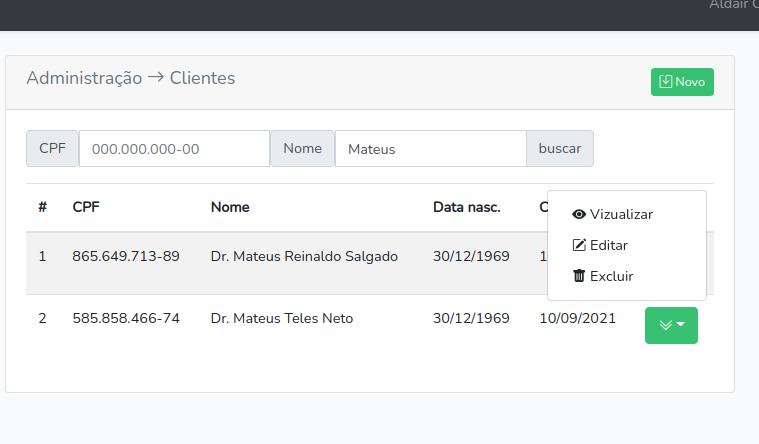 Aldair
Administração → Clientes
Novo
CPF 000.000.000-00 Nome Mateus buscar
# CPF Nome Data nasc.
Vizualizar
Editar
Excluir
1 865.649.713-89 Dr. Mateus Reinaldo Salgado 30/12/1969
2 585.858.466-74 Dr. Mateus Teles Neto 30/12/1969 10/09/2021